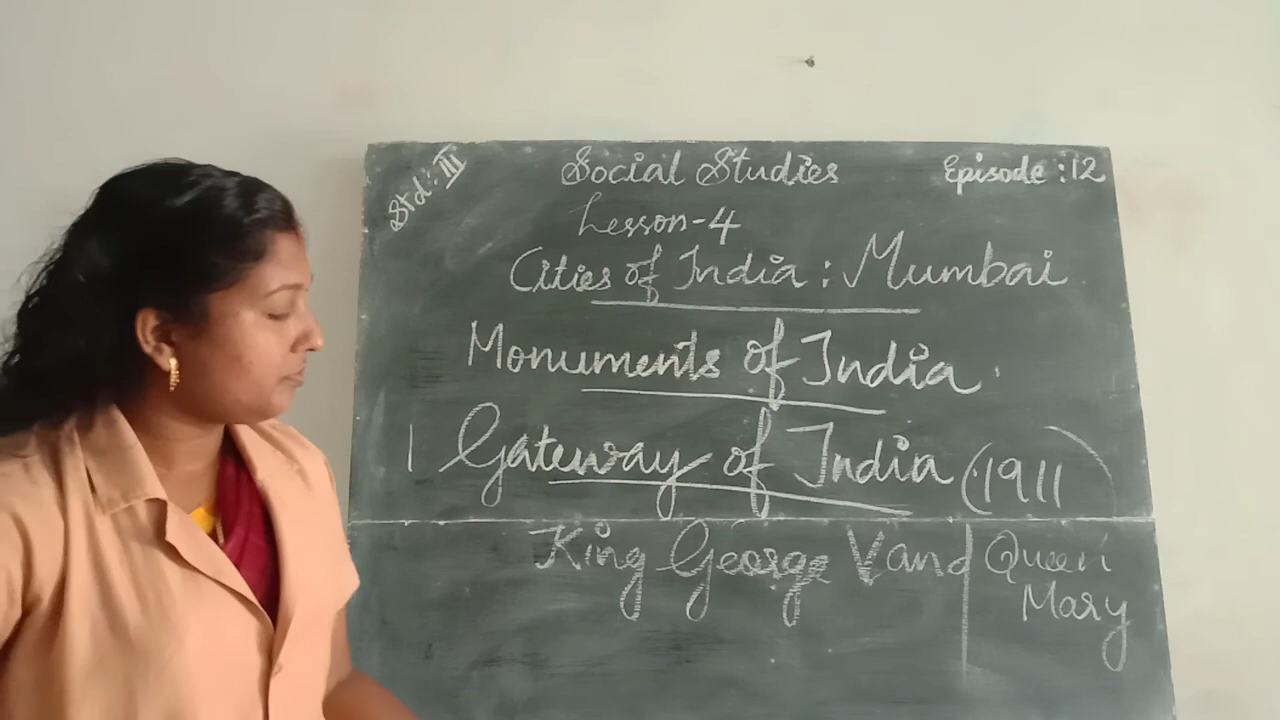 Std: III
Social Studies
Episode : 12
Lesson-4
Cities of India : Mumbai
Monuments of India
1 Gateway of India (1911)
King George V and Queen
Mary